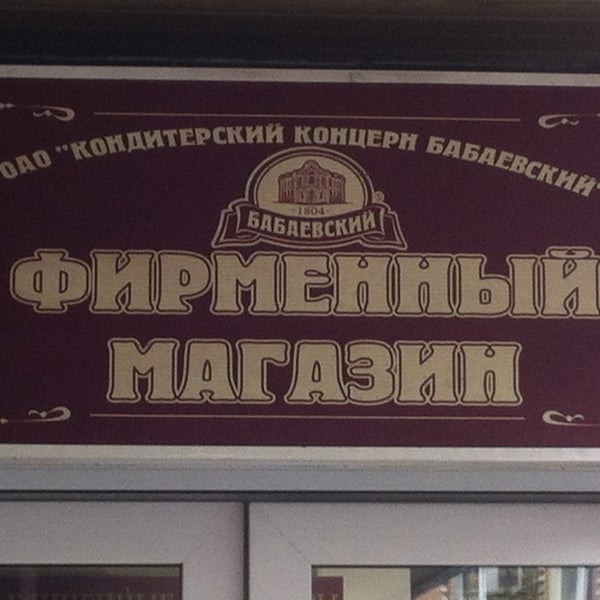 ОАО "КОНДИТЕРСКИЙ КОНЦЕРН БАБАЕВСКИЙ"
-1804-
БАБАЕВСКИЙ
ФИРМЕННЫЙ
МАГАЗИН